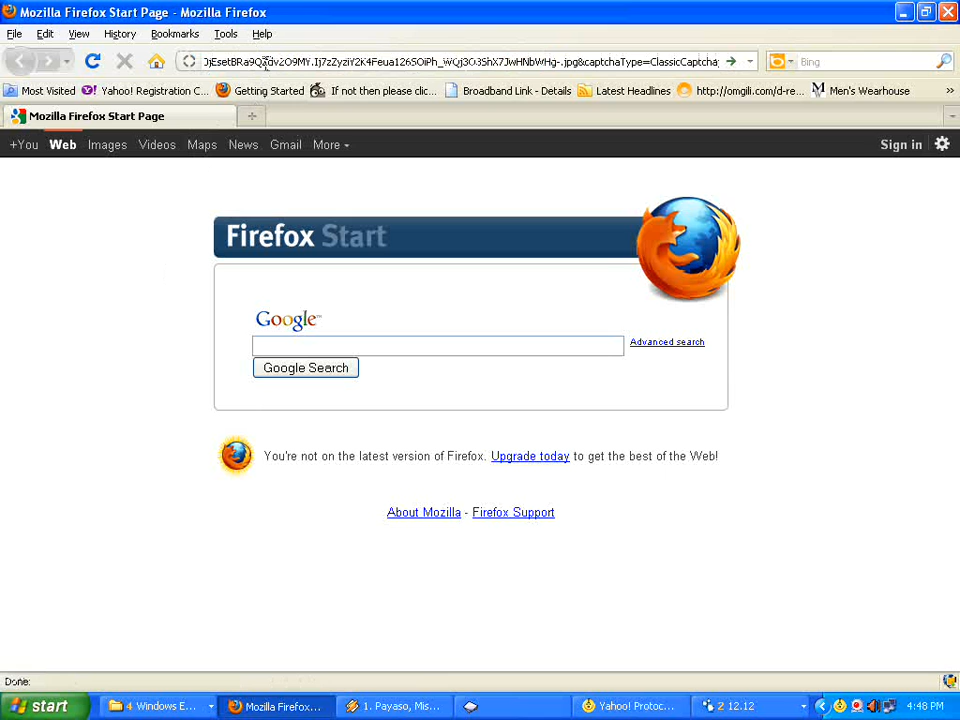 Mozilla Firefox Start Page - Mozilla Firefox
File Edit View History Bookmarks Tools Help
Bing
Most Visited Yahoo! Registration C... Getting Started If not then please clic... Broadband Link - Details Latest Headlines http://omgili.com/d-re... Men's Wearhouse »
Mozilla Firefox Start Page
+You Web Images Videos Maps News Gmail More Sign in
Firefox Start
Google™
Advanced search
Google Search
You're not on the latest version of Firefox. Upgrade today to get the best of the Web!
About Mozilla - Firefox Support
Done:
start 4 Windows E... Mozilla Firefox... 1. Payaso, Mis... Yahoo! Protoc... 2 12.12 4:48 PM